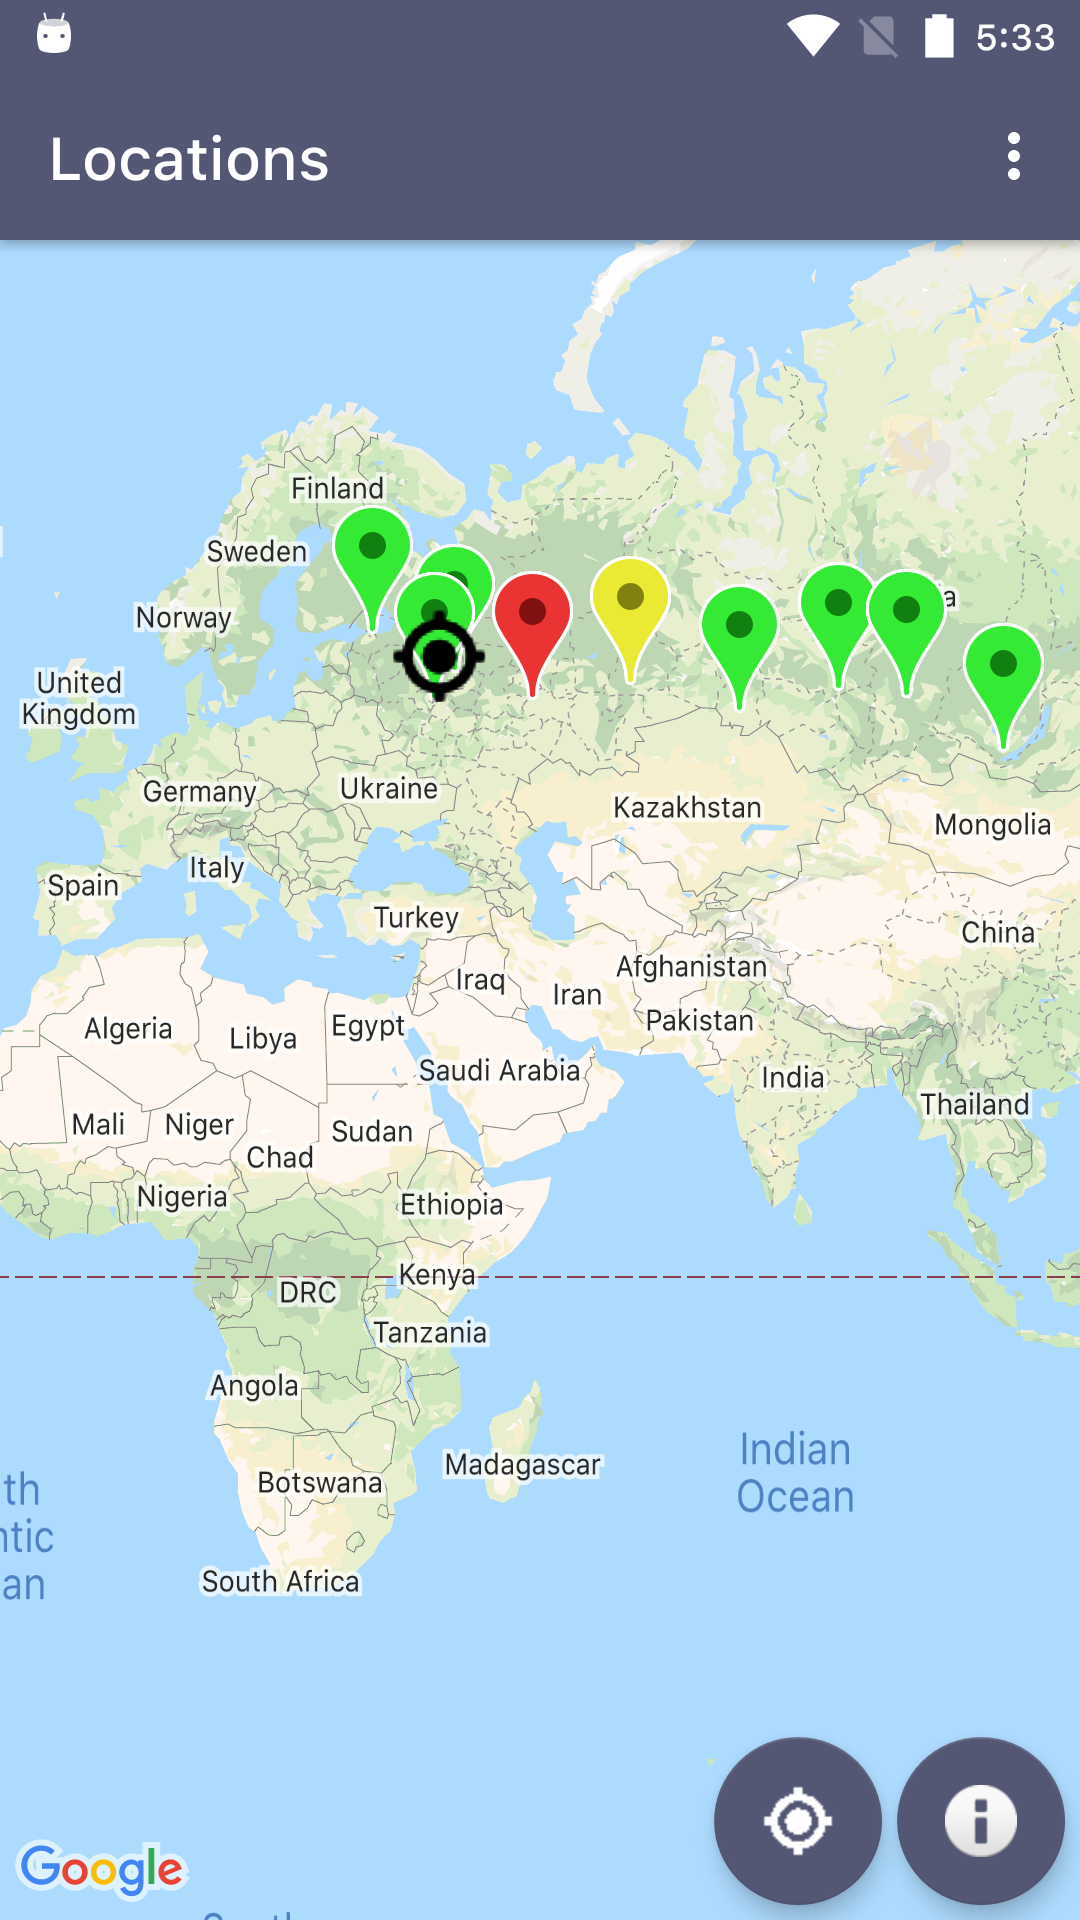 5:33
Locations
Finland
Sweden
Norway
a
United
Kingdom
Germany
Ukraine
Kazakhstan
Mongolia
Italy
Spain
Turkey
China
Iraq
Iran
Afghanistan
Pakistan
Algeria
Libya
Egypt
Saudi Arabia
India
Thailand
Mali
Niger
Sudan
Chad
Nigeria
Ethiopia
Kenya
DRC
Tanzania
Angola
Madagascar
Botswana
Indian
Ocean
th
ntic
an
South Africa
Google